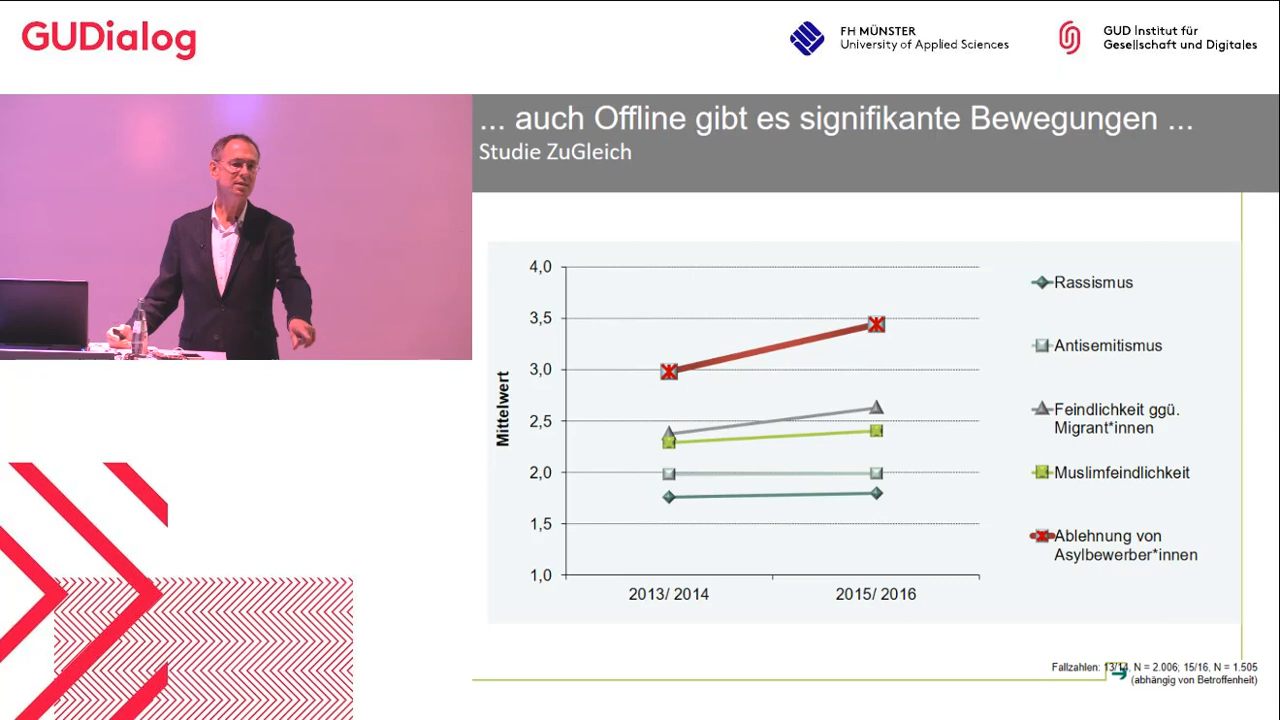 GUDialog
FH MÜNSTER
University of Applied Sciences
GUD Institut für
Gesellschaft und Digitales
... auch Offline gibt es signifikante Bewegungen ...
Studie ZuGleich
4,0
3,5
3,0
2,5
2,0
1,5
1,0
Mittelwert
2013/ 2014
2015/ 2016
Rassismus
Antisemitismus
Feindlichkeit ggü.
Migrant*innen
Muslimfeindlichkeit
Ablehnung von
Asylbewerber*innen
Fallzahlen: 13/14, N = 2.006; 15/16, N = 1.505
(abhängig von Betroffenheit)